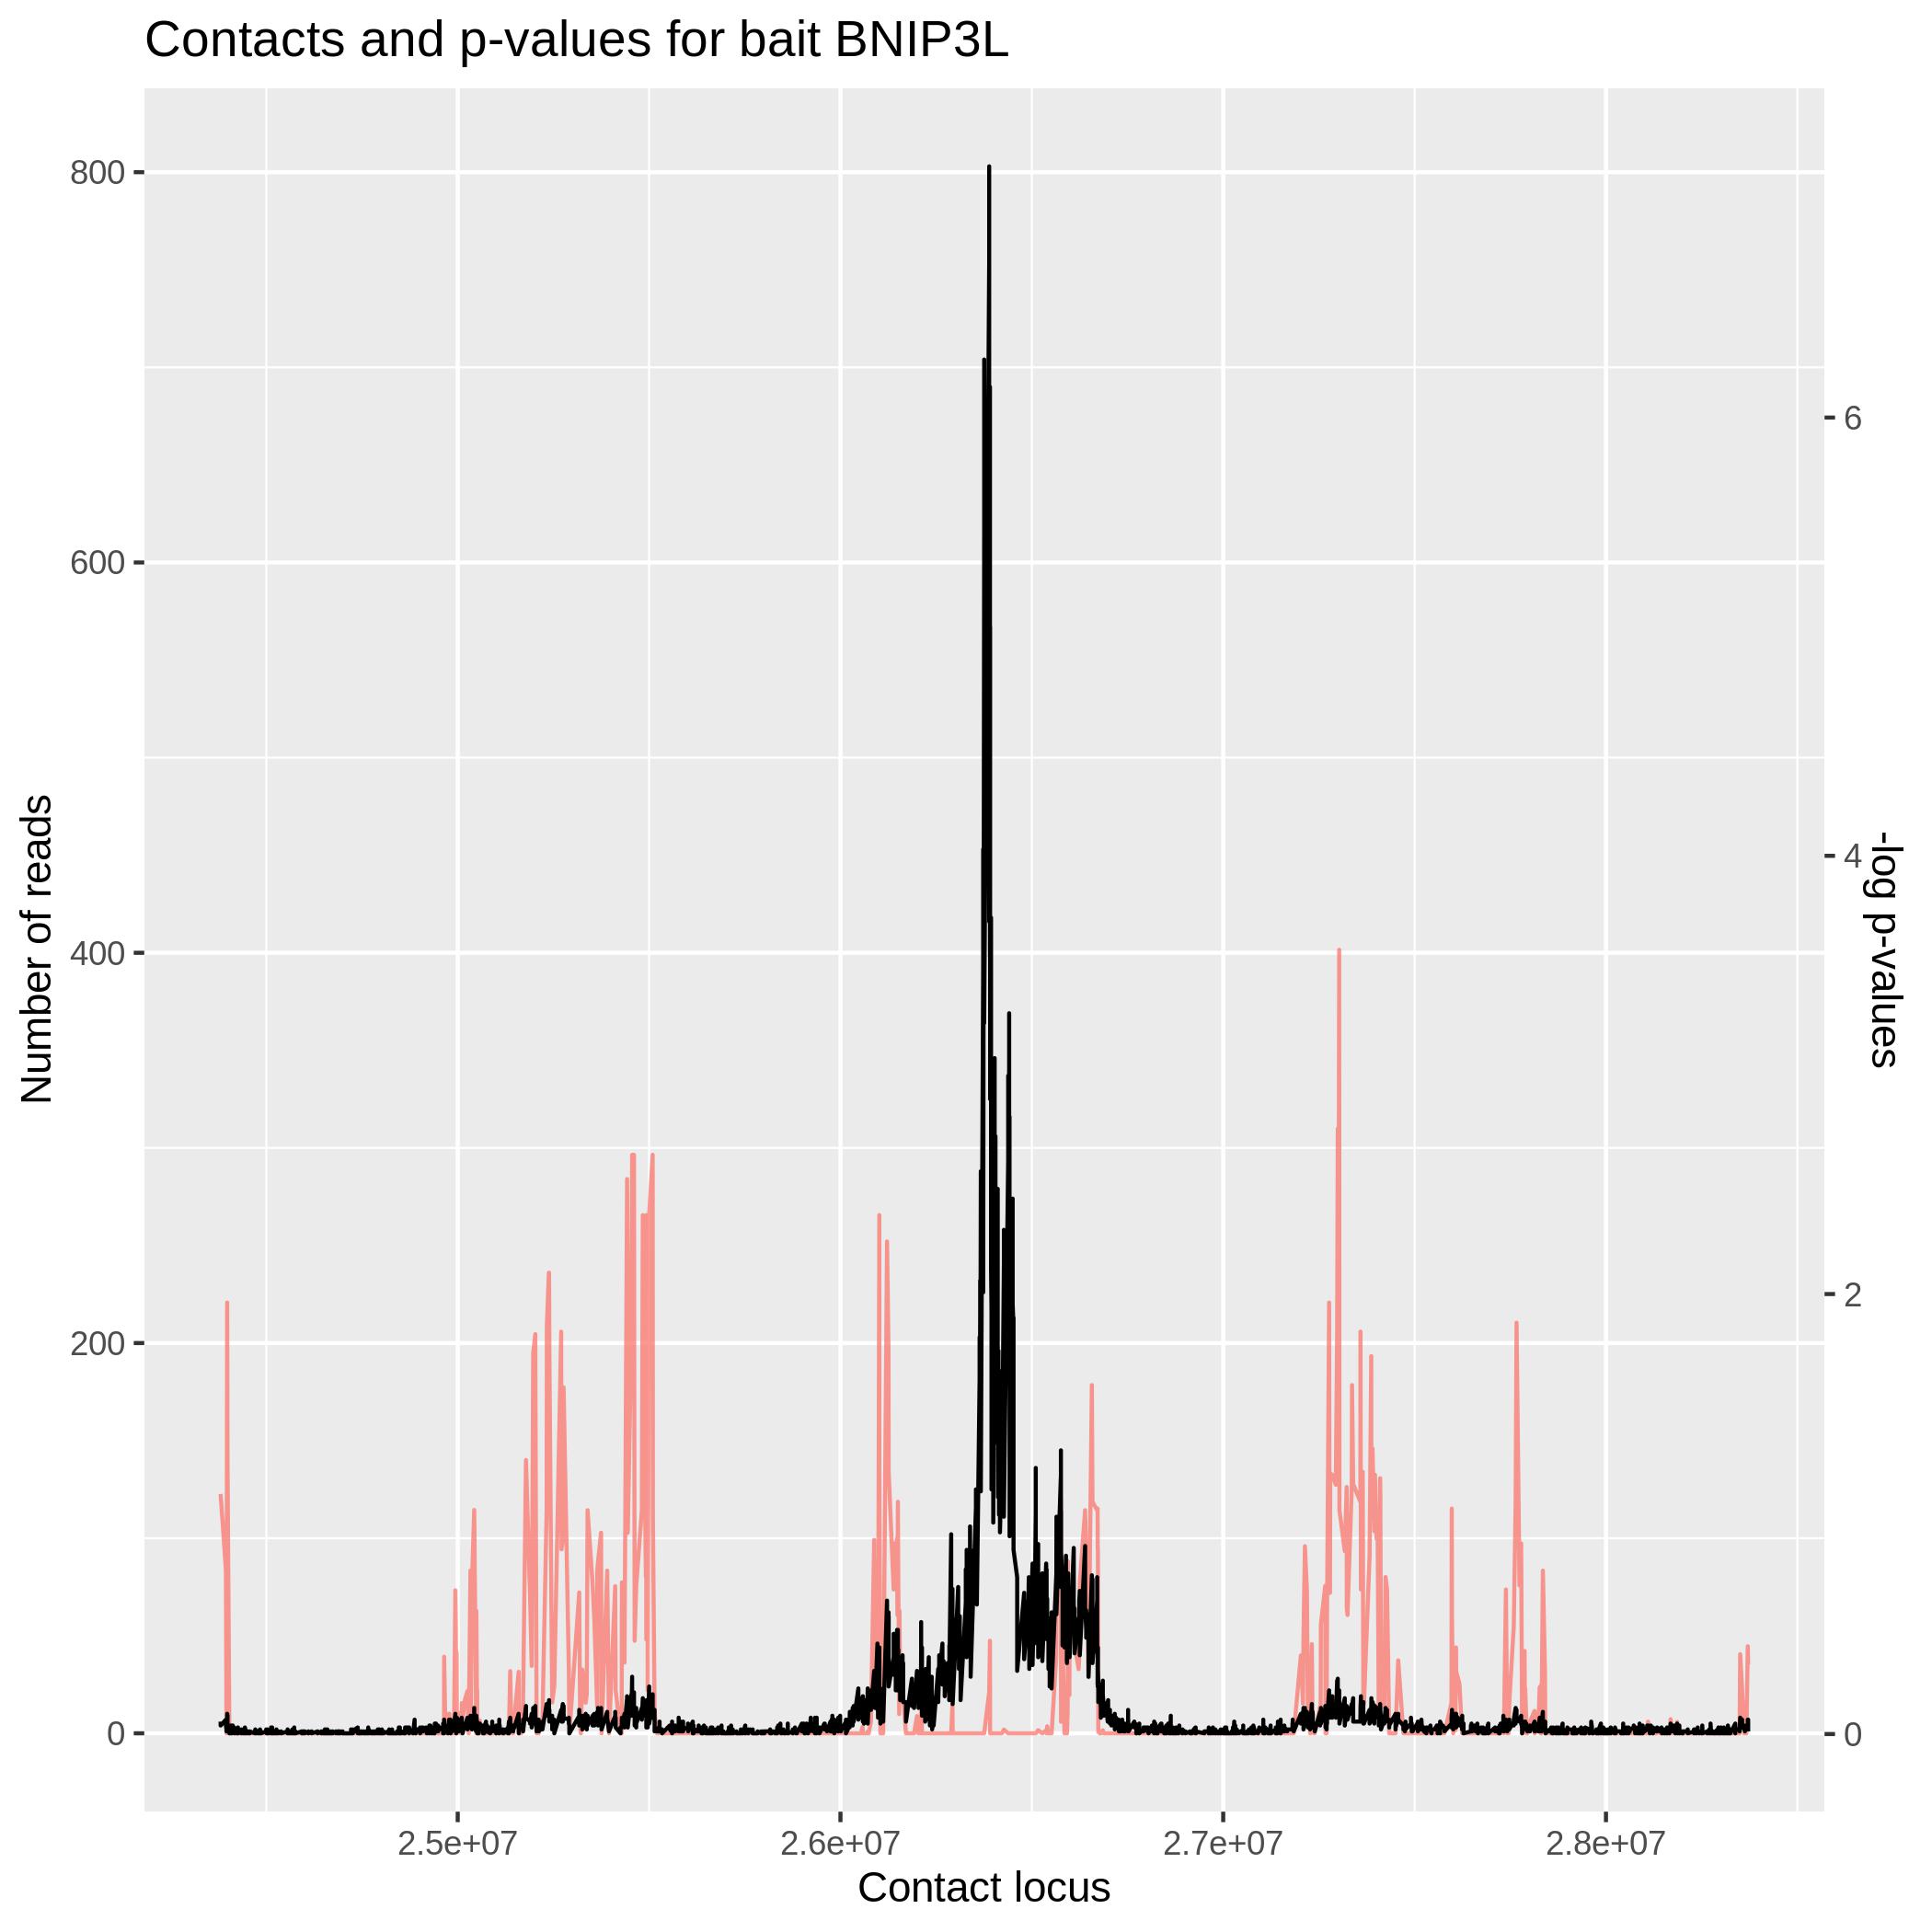 Contacts and p-values for bait BNIP3L
800
600
400
200
0
Number of reads
6
4
2
0
-log p-values
2.5e+07 2.6e+07 2.7e+07 2.8e+07
Contact locus